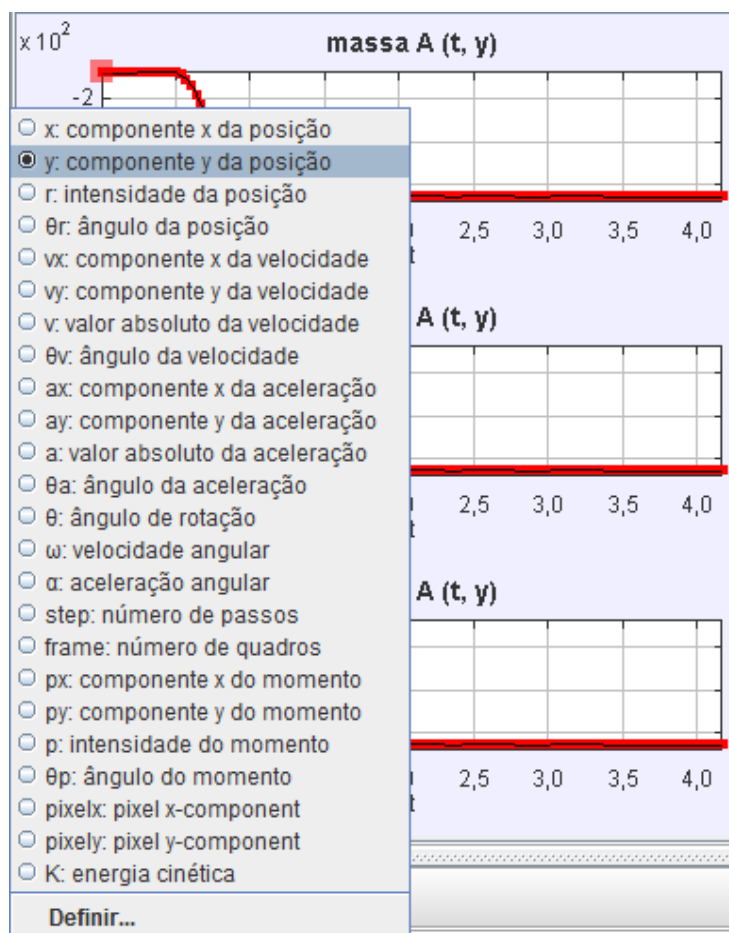 x 10²
massa A (t, y)
-2
x: componente x da posição
y: componente y da posição
r: intensidade da posição
θr: ângulo da posição
2,5 3,0 3,5 4,0
vx: componente x da velocidade
t
vy: componente y da velocidade
v: valor absoluto da velocidade
A (t, y)
θv: ângulo da velocidade
ax: componente x da aceleração
ay: componente y da aceleração
a: valor absoluto da aceleração
θa: ângulo da aceleração
θ: ângulo de rotação
2,5 3,0 3,5 4,0
t
ω: velocidade angular
α: aceleração angular
A (t, y)
step: número de passos
frame: número de quadros
px: componente x do momento
py: componente y do momento
p: intensidade do momento
θp: ângulo do momento
2,5 3,0 3,5 4,0
t
pixelx: pixel x-component
pixely: pixel y-component
K: energia cinética
Definir...